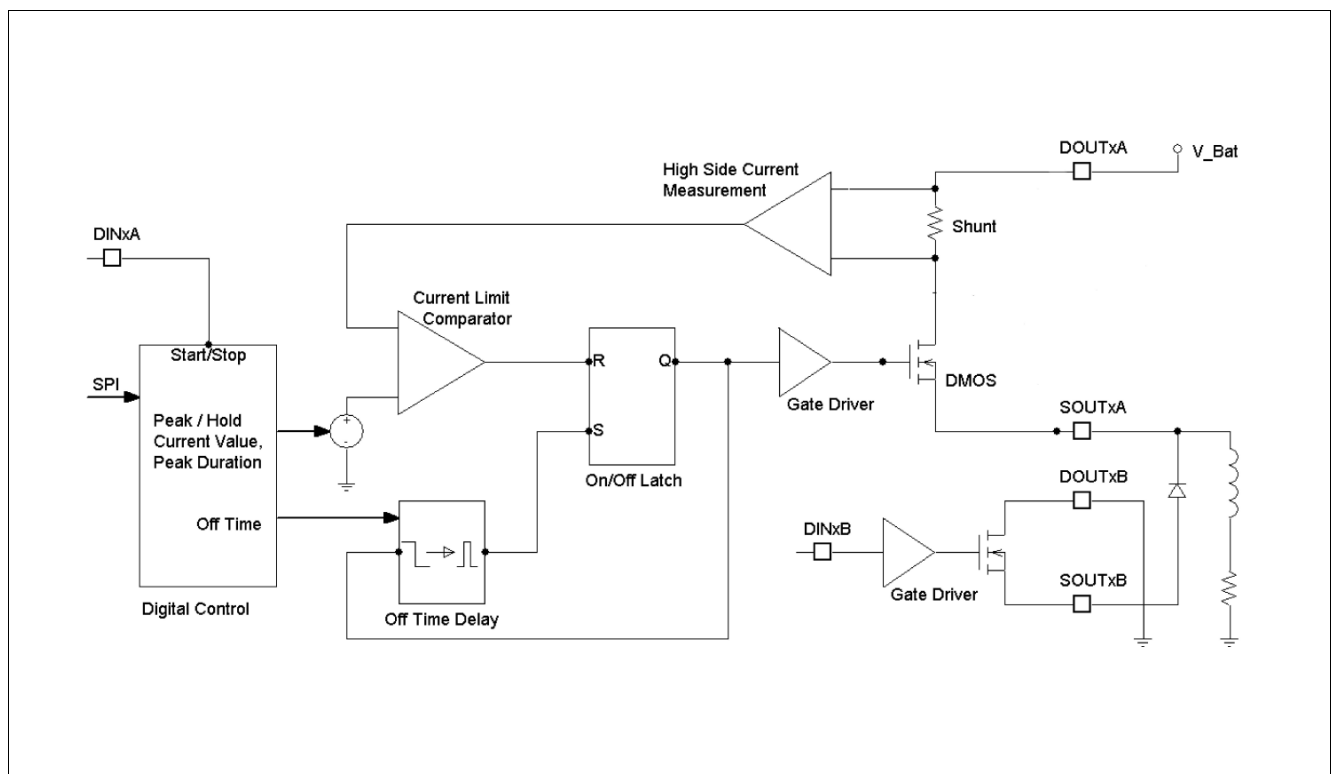 DOUTxA
V_Bat
High Side Current
Measurement
Shunt
DINxA
Current Limit
Comparator
Start/Stop
R
Q
DMOS
SPI
Gate Driver
Peak / Hold
Current Value,
Peak Duration
+
-
S
SOUTxA
On/Off Latch
DOUTxB
Off Time
DINxB
SOUTxB
Gate Driver
Digital Control
Off Time Delay